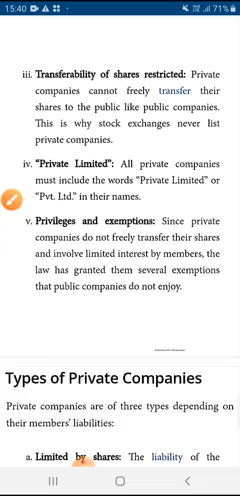 15:40
71%
iii. Transferability of shares restricted: Private
companies cannot freely transfer their
shares to the public like public companies.
This is why stock exchanges never list
private companies.
iv. “Private Limited”: All private companies
must include the words “Private Limited” or
“Pvt. Ltd.” in their names.
v. Privileges and exemptions: Since private
companies do not freely transfer their shares
and involve limited interest by members, the
law has granted them several exemptions
that public companies do not enjoy.
Types of Private Companies
Private companies are of three types depending on
their members’ liabilities:
a. Limited by shares: The liability of the